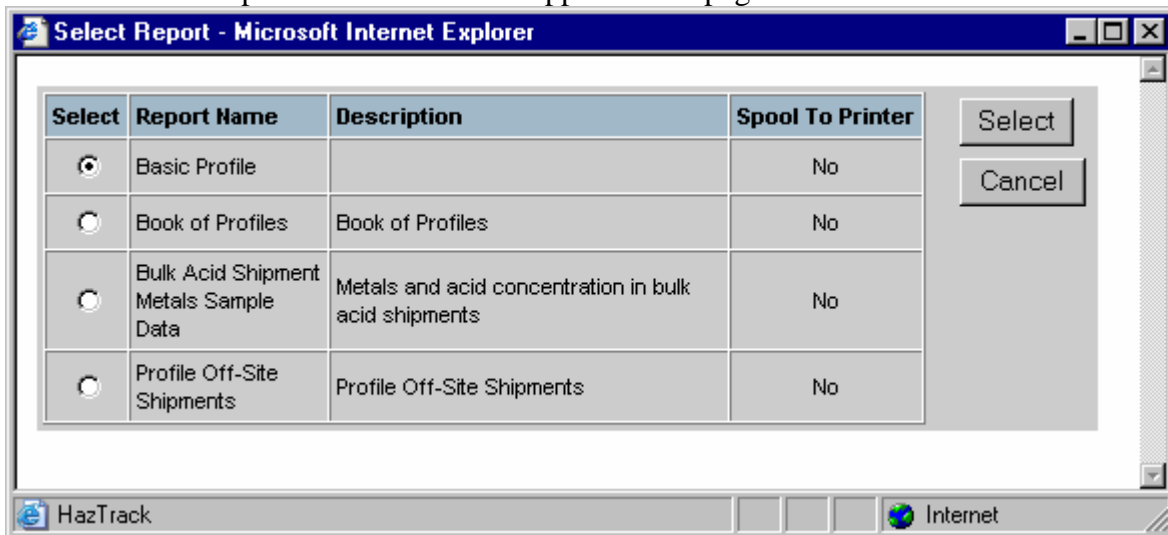 Select Report - Microsoft Internet Explorer
Select Report Name Description Spool To Printer
Select
Basic Profile No
Cancel
Book of Profiles Book of Profiles No
Bulk Acid Shipment
Metals Sample
Data
Metals and acid concentration in bulk
acid shipments
No
Profile Off-Site
Shipments
Profile Off-Site Shipments
No
HazTrack Internet